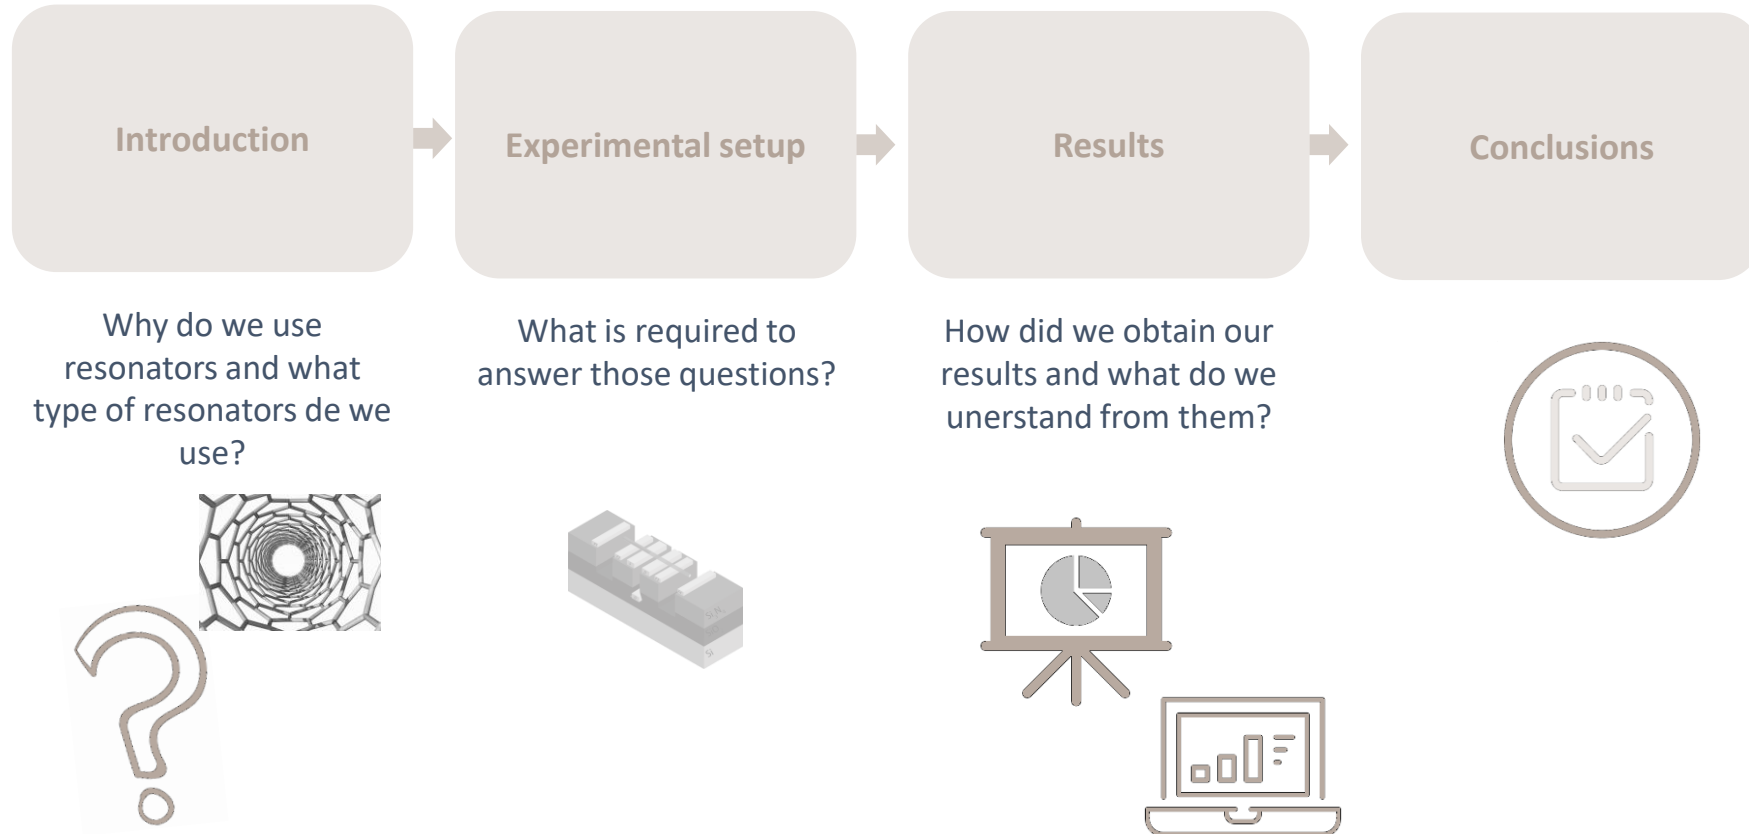 Introduction
Experimental setup
Results
Conclusions
Why do we use
resonators and what
type of resonators de we
use?
What is required to
answer those questions?
How did we obtain our
results and what do we
unerstand from them?
Si